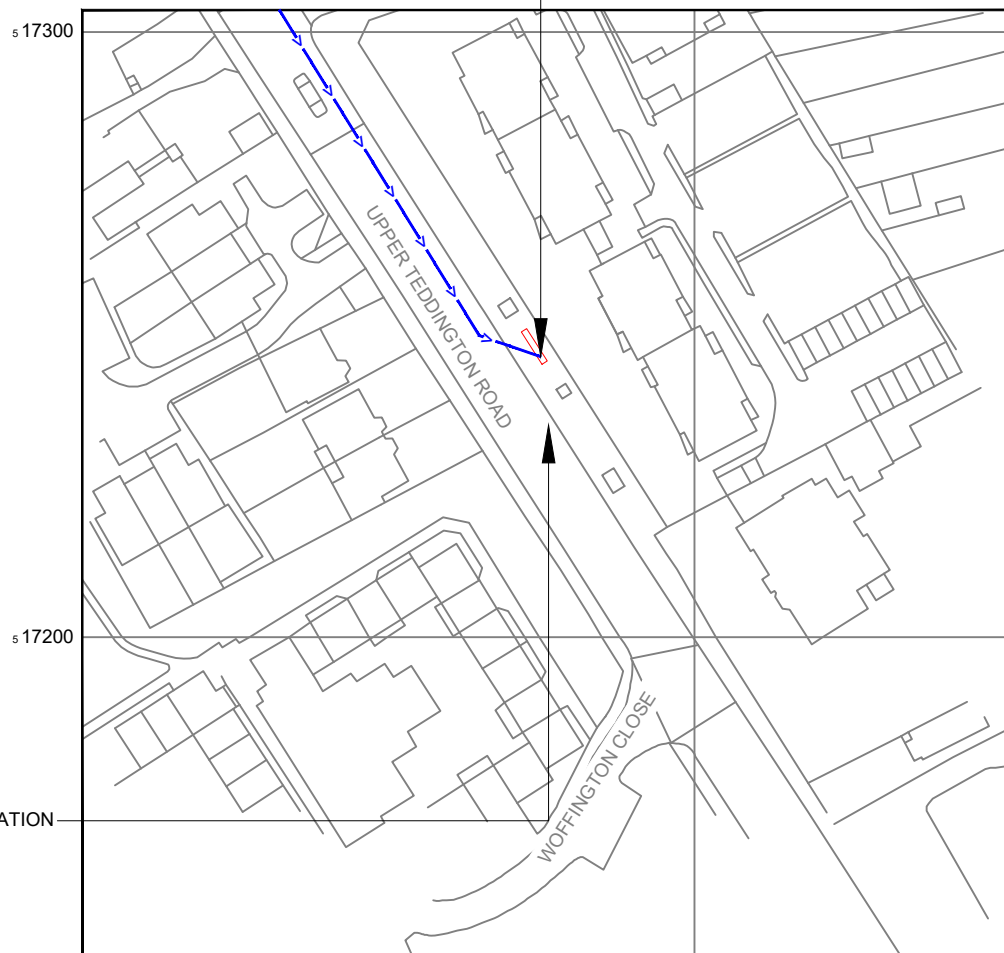 5 17300
UPPER TEDDINGTON ROAD
5 17200
WOFFINGTON CLOSE
ATION